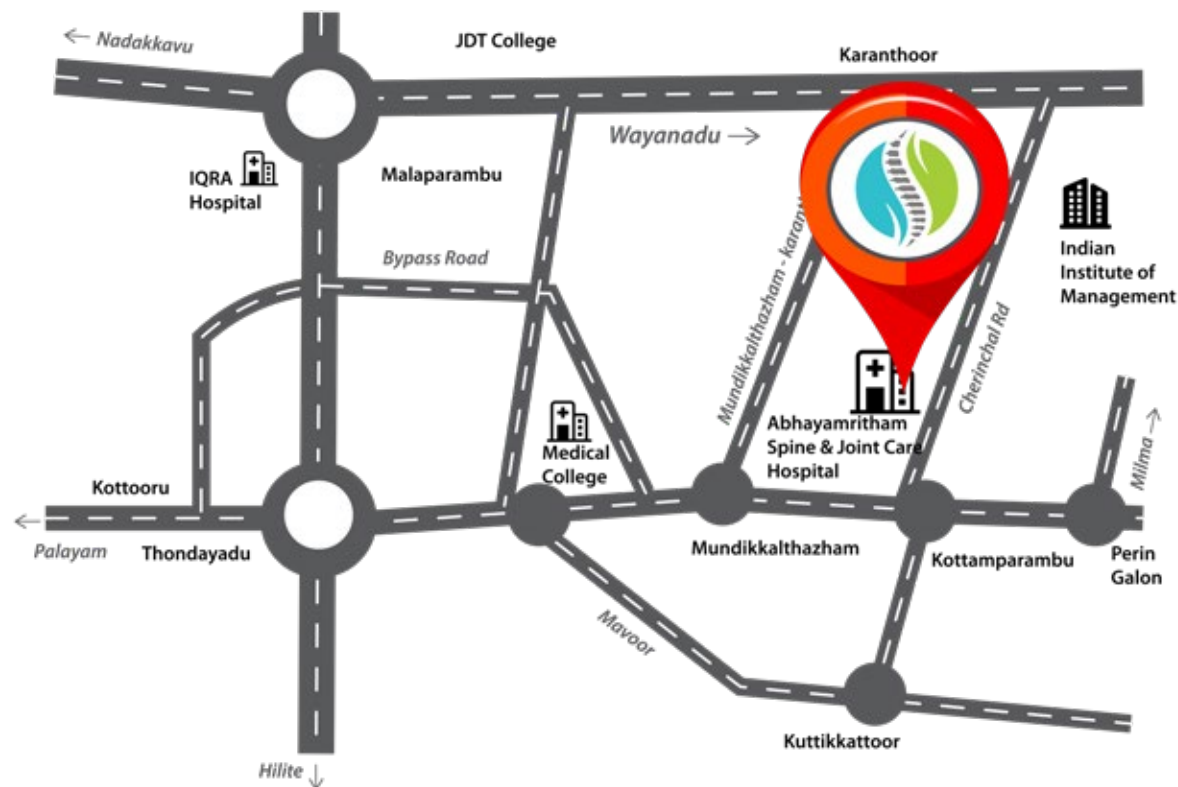 Nadakkavu
JDT College
Karanthoor
Wayanadu
IQRA
Hospital
Malaparambu
Bypass Road
Indian
Institute of
Management
Mundikkalthazham -
Cherinchal Rd
Abhayamritham
Spine & Joint Care
Hospital
Medical
College
Milma
Kottooru
Palayam
Thondayadu
Mundikkalthazham
Kottamparambu
Perin
Galon
Mavoor
Kuttikkattoor
Hilite